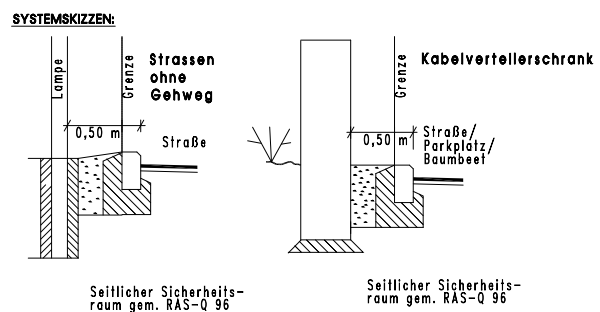 SYSTEMSKIZZEN:
Lampe
Grenze
Strassen
ohne
Gehweg
0,50 m
Straße
Seitlicher Sicherheits-
raum gem. RAS-Q 96
Kabelverteilerschrank
Grenze
0,50 m
Straße/
Parkplatz/
Baumbeet
Seitlicher Sicherheits-
raum gem. RAS-Q 96